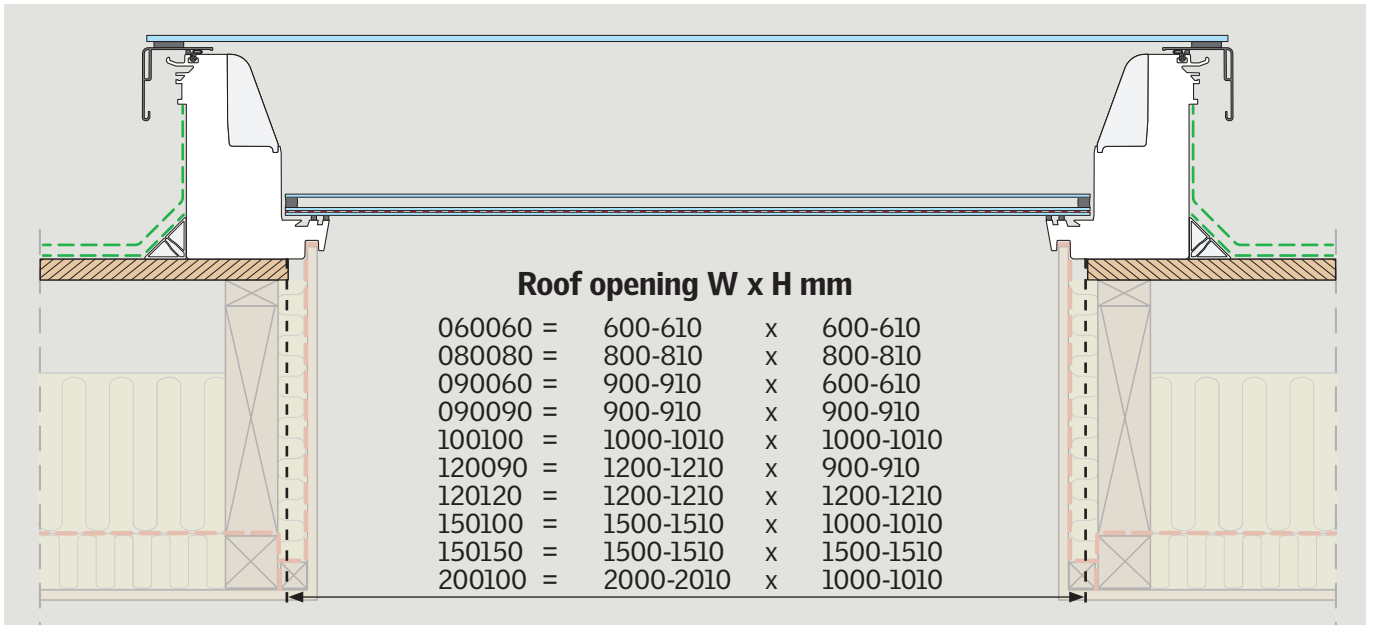 Roof opening W x H mm
060060 = 600-610 x 600-610
080080 = 800-810 x 800-810
090060 = 900-910 x 600-610
090090 = 900-910 x 900-910
100100 = 1000-1010 x 1000-1010
120090 = 1200-1210 x 900-910
120120 = 1200-1210 x 1200-1210
150100 = 1500-1510 x 1000-1010
150150 = 1500-1510 x 1500-1510
200100 = 2000-2010 x 1000-1010